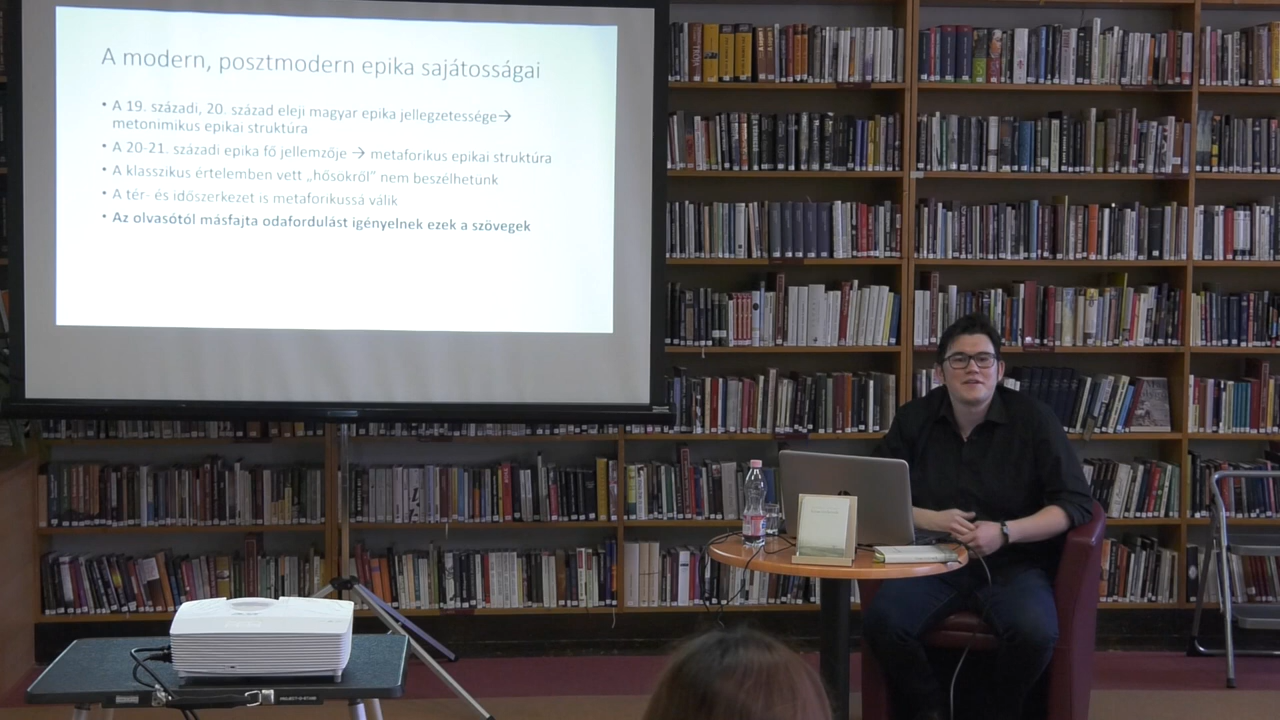 A modern, posztmodern epika sajátosságai
• A 19. századi, 20. század eleji magyar epika jellegzetessége→
metonimikus epikai struktúra
• A 20-21. századi epika fő jellemzője → metaforikus epikai struktúra
• A klasszikus értelemben vett „hősokről” nem beszélhetünk
• A tér- és időszerkezet is metaforikussá válik
• Az olvasótól másfajta odafordulást igényelnek ezek a szövegek